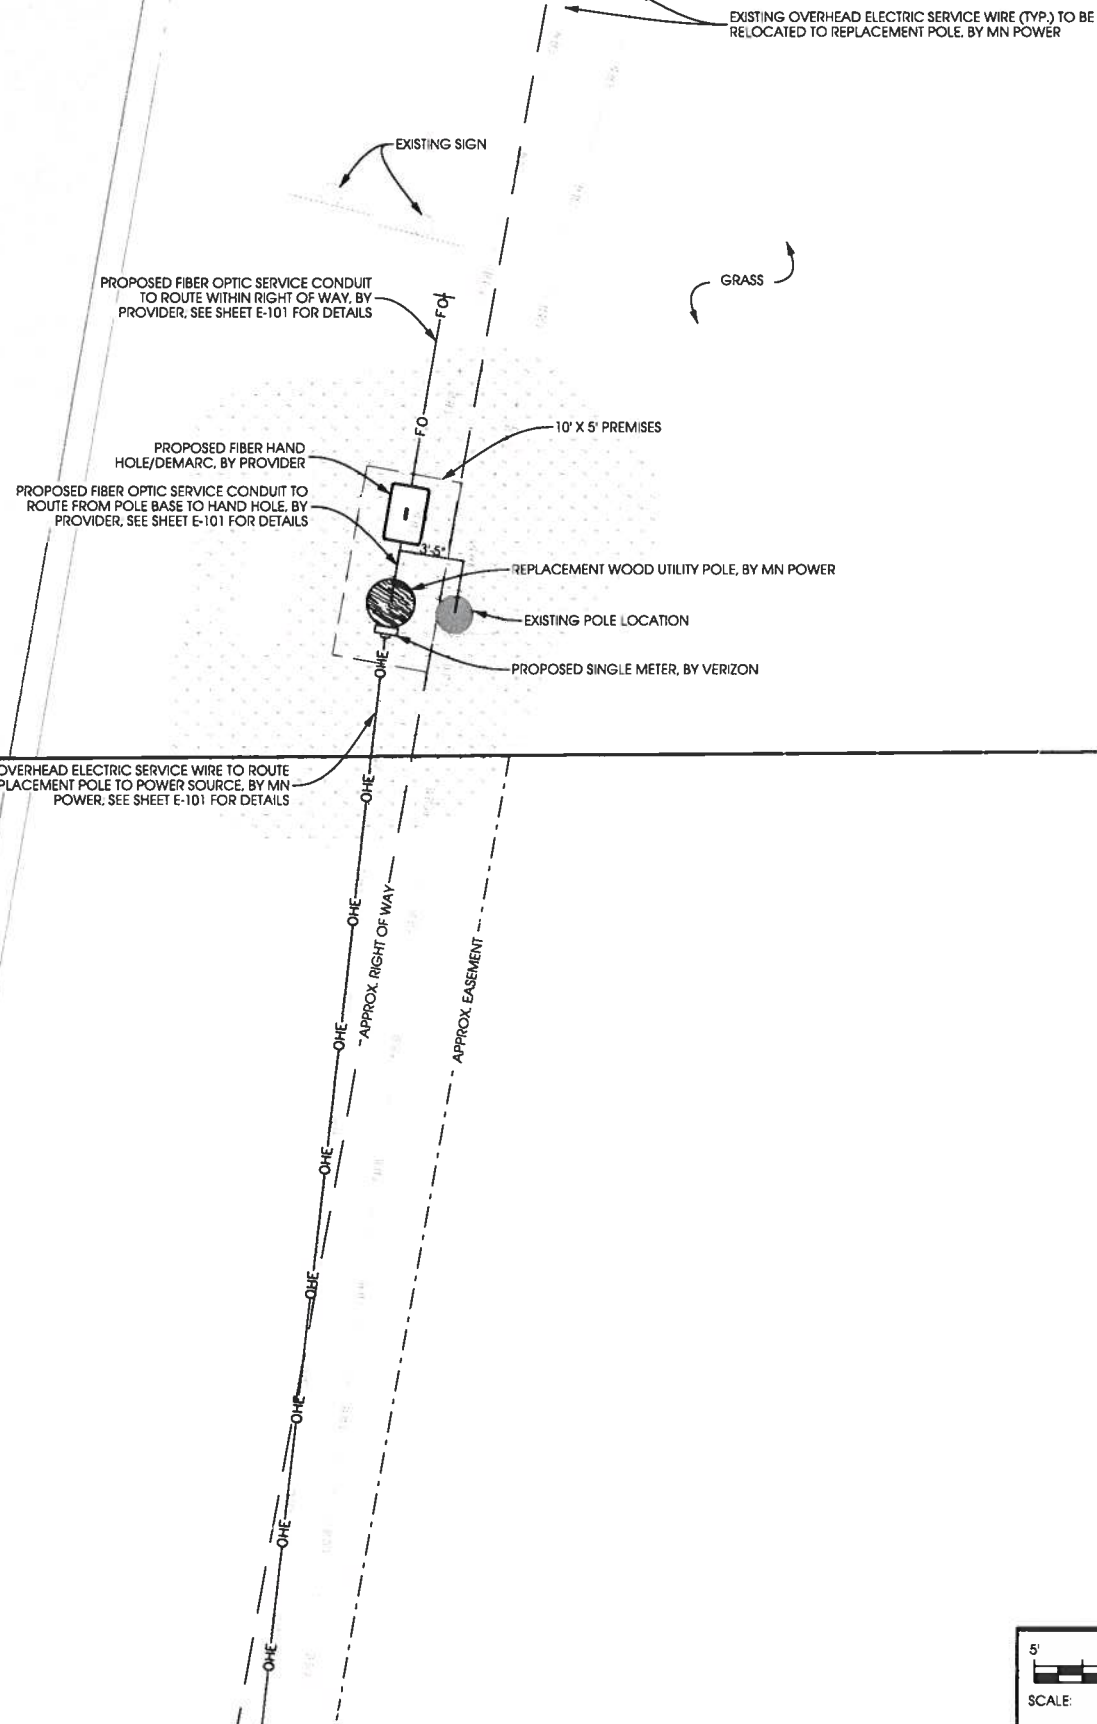 EXISTING OVERHEAD ELECTRIC SERVICE WIRE (TYP.) TO BE
RELOCATED TO REPLACEMENT POLE, BY MN POWER
EXISTING SIGN
GRASS
PROPOSED FIBER OPTIC SERVICE CONDUIT
TO ROUTE WITHIN RIGHT OF WAY, BY
PROVIDER, SEE SHEET E-101 FOR DETAILS
FO
FO
10' X 5' PREMISES
PROPOSED FIBER HAND
HOLE/DEMARC, BY PROVIDER
PROPOSED FIBER OPTIC SERVICE CONDUIT TO
ROUTE FROM POLE BASE TO HAND HOLE, BY
PROVIDER, SEE SHEET E-101 FOR DETAILS
3'-5"
REPLACEMENT WOOD UTILITY POLE, BY MN POWER
EXISTING POLE LOCATION
PROPOSED SINGLE METER, BY VERIZON
OHE
OVERHEAD ELECTRIC SERVICE WIRE TO ROUTE
PLACEMENT POLE TO POWER SOURCE, BY MN
POWER, SEE SHEET E-101 FOR DETAILS
OHE
OHE
APPROX. RIGHT OF WAY
APPROX. EASEMENT
OHE
OHE
OHE
OHE
OHE
OHE
5'
SCALE: